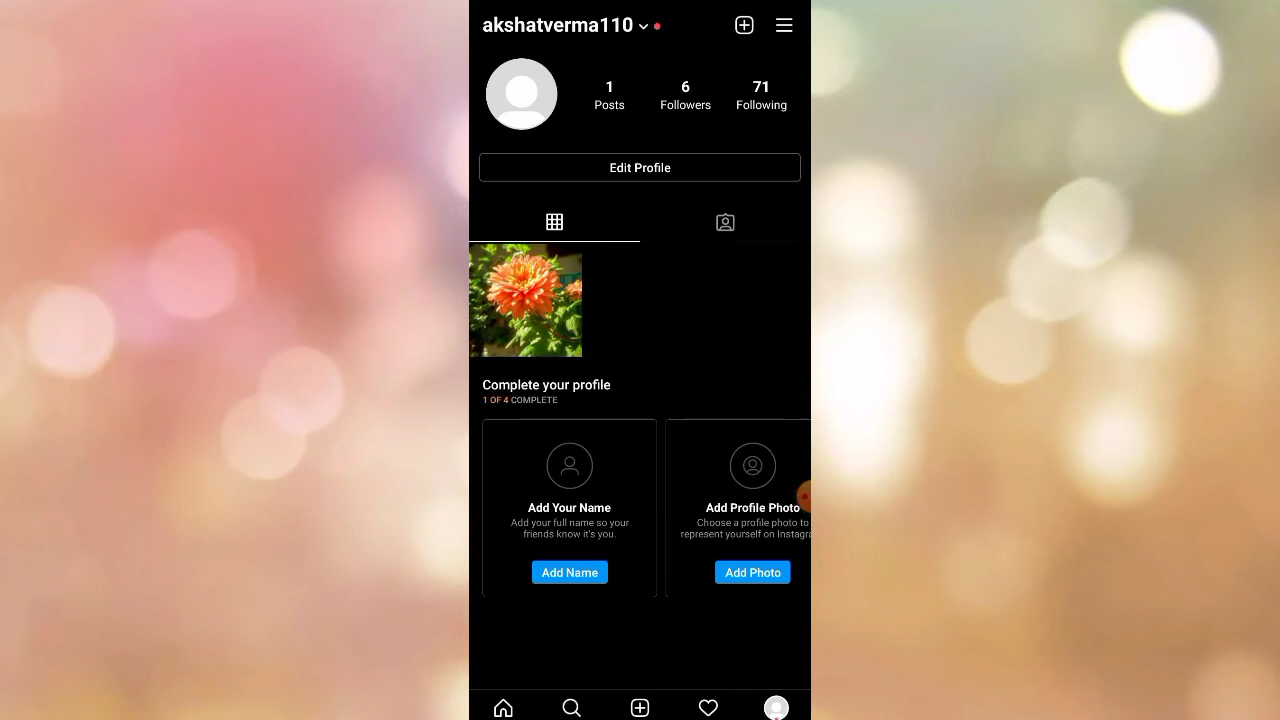 akshatverma110
1 6 71
Posts Followers Following
Edit Profile
Complete your profile
1 OF 4 COMPLETE
Add Your Name
Add your full name so your
friends know it's you.
Add Name
Add Profile Photo
Choose a profile photo to
represent yourself on Instagra
Add Photo